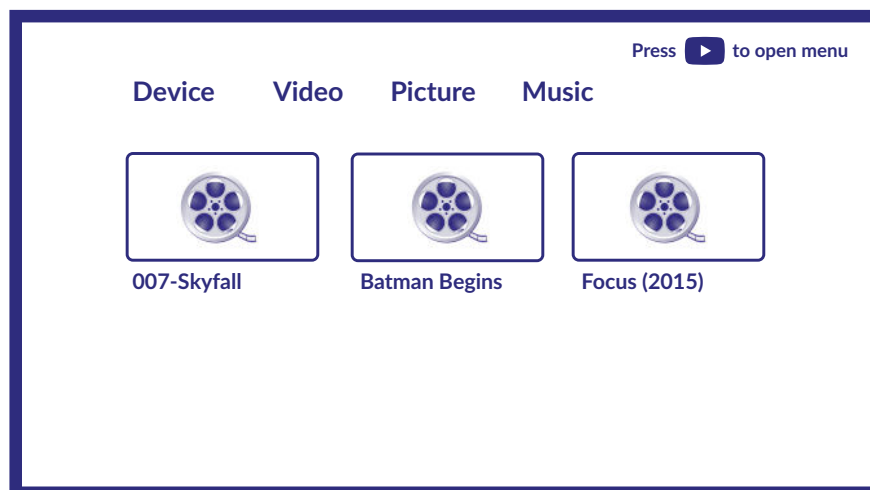 Press to open menu
Device Video Picture Music
007-Skyfall Batman Begins Focus (2015)